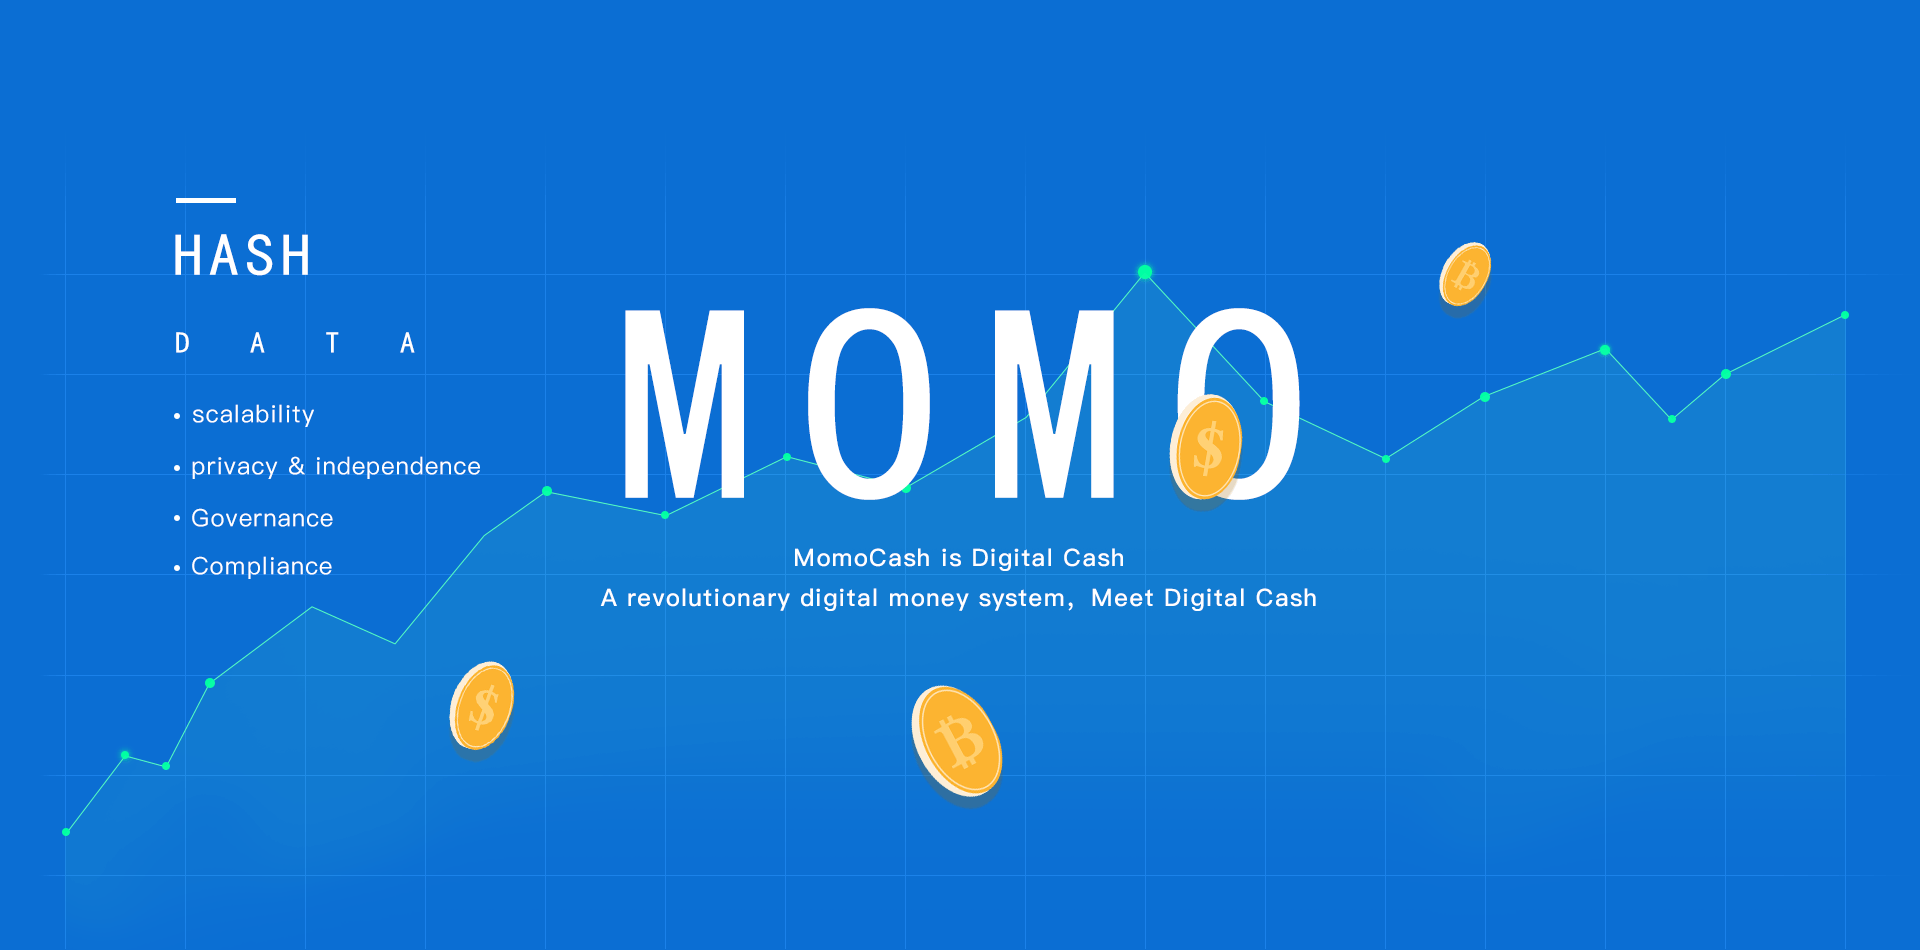 HASH
D A T A
• scalability
• privacy & independence
• Governance
• Compliance
MOMO
MomoCash is Digital Cash
A revolutionary digital money system, Meet Digital Cash